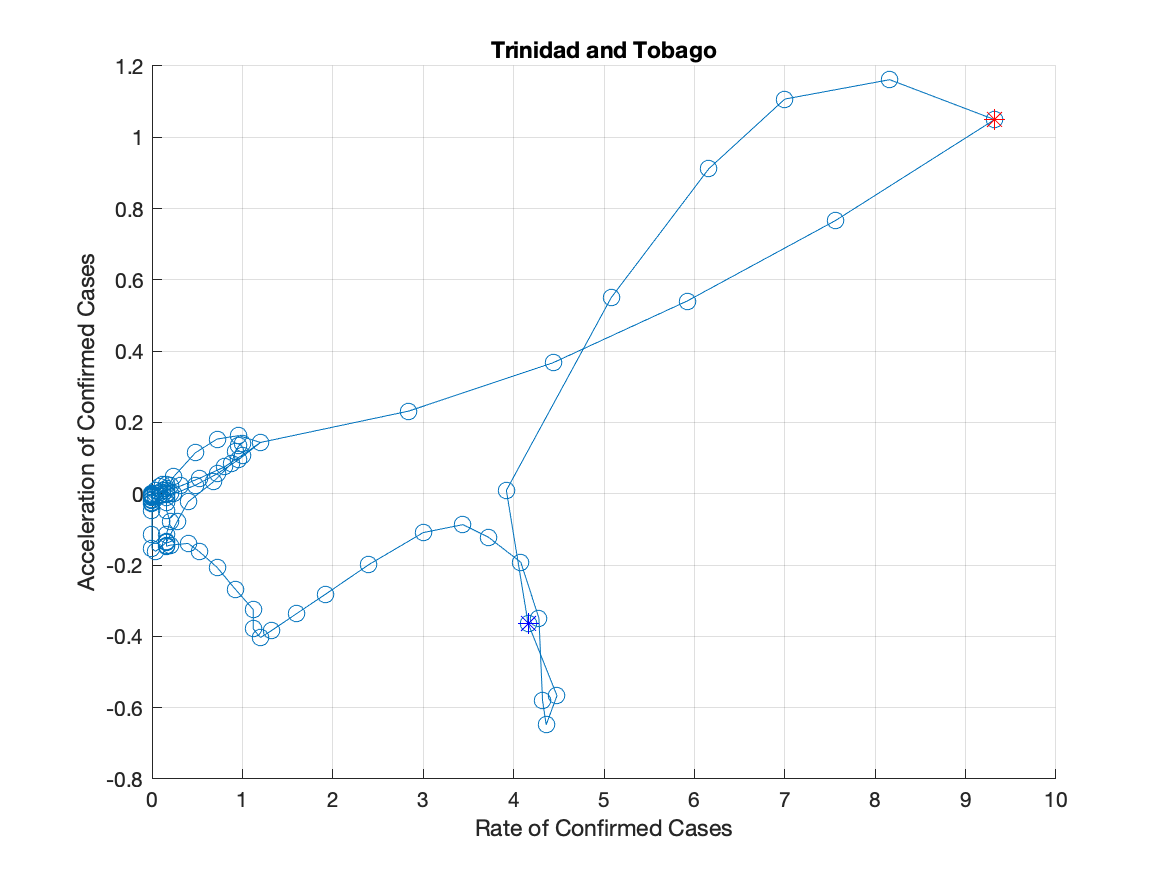 Trinidad and Tobago
1.2
1
0.8
0.6
0.4
0.2
0
-0.2
-0.4
-0.6
-0.8
Acceleration of Confirmed Cases
0 1 2 3 4 5 6 7 8 9 10
Rate of Confirmed Cases